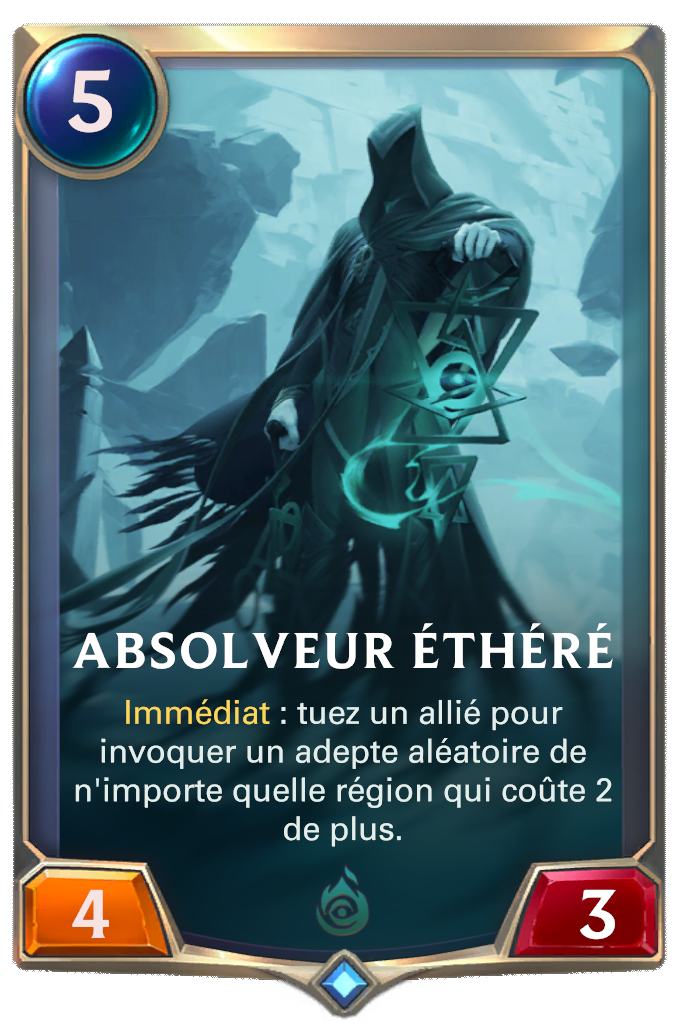 5
ABSOLVEUR ÉTHÉRÉ
Immédiat : tuez un allié pour
invoquer un adepte aléatoire de
n'importe quelle région qui coûte 2
de plus.
4
3